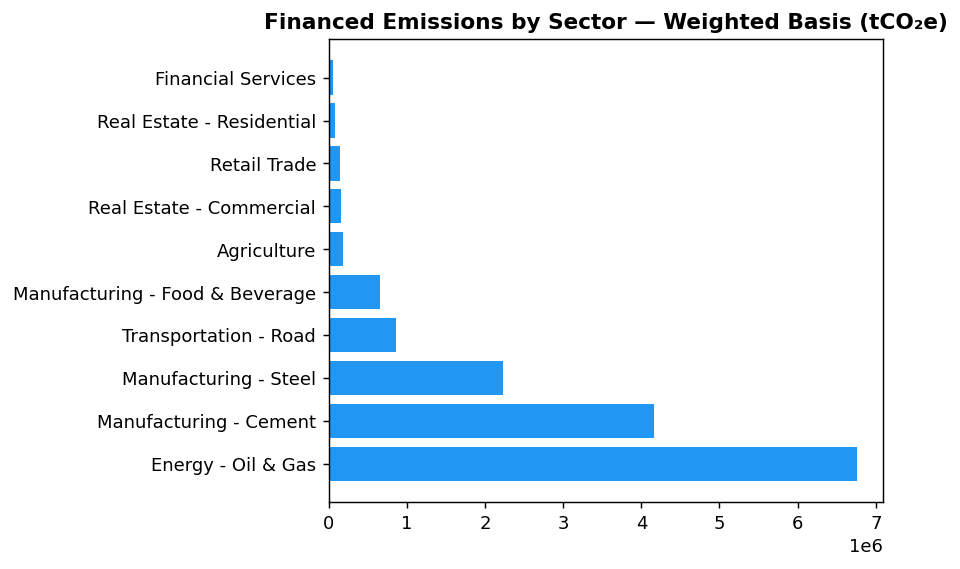 Financed Emissions by Sector — Weighted Basis (tCO₂e)
Financial Services
Real Estate - Residential
Retail Trade
Real Estate - Commercial
Agriculture
Manufacturing - Food & Beverage
Transportation - Road
Manufacturing - Steel
Manufacturing - Cement
Energy - Oil & Gas
0 1 2 3 4 5 6 7
1e6